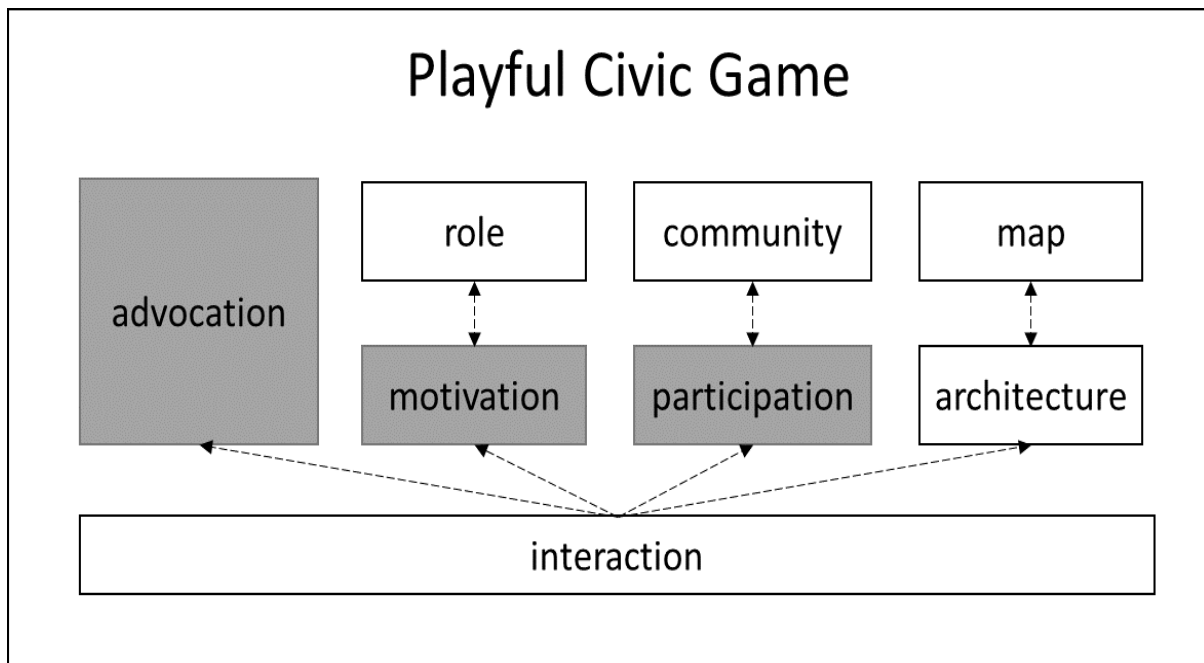 Playful Civic Game
advocation
role
community
map
motivation
participation
architecture
interaction